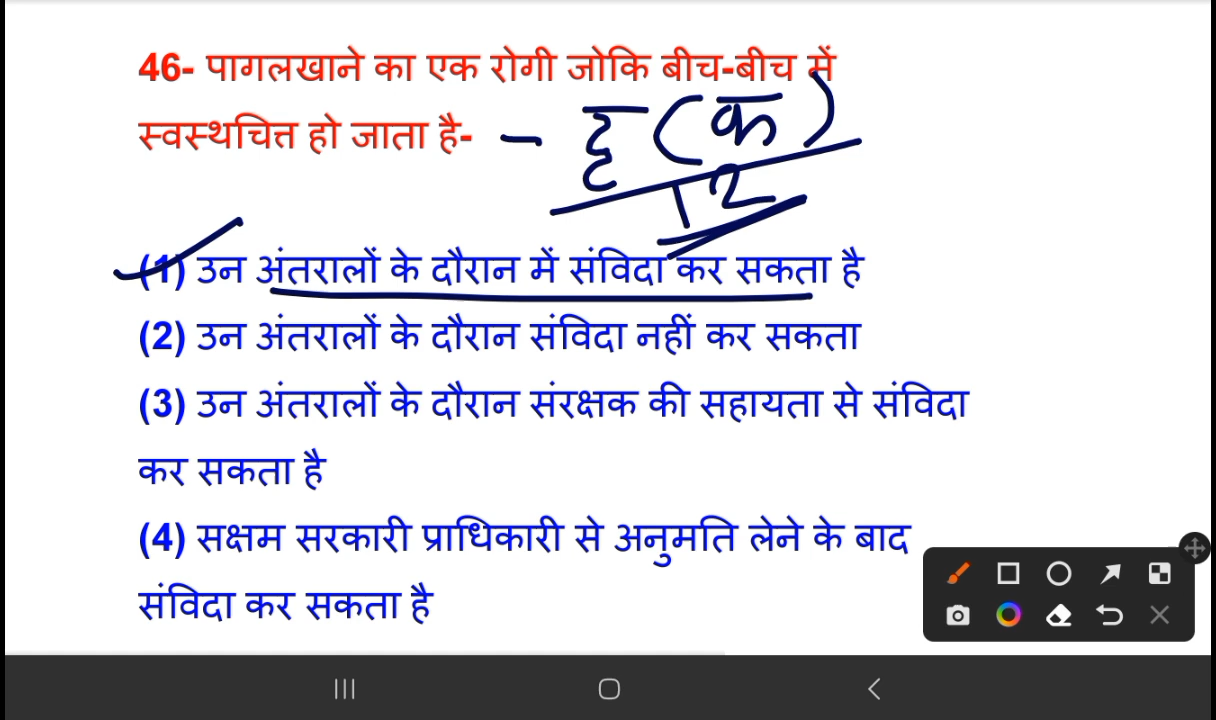 46- पागलखाने का एक रोगी जोकि बीच-बीच में
स्वस्थचित्त हो जाता है-
(क)
12
(1) उन अंतरालों के दौरान में संविदा कर सकता है
(2) उन अंतरालों के दौरान संविदा नहीं कर सकता
(3) उन अंतरालों के दौरान संरक्षक की सहायता से संविदा
कर सकता है
(4) सक्षम सरकारी प्राधिकारी से अनुमति लेने के बाद
संविदा कर सकता है